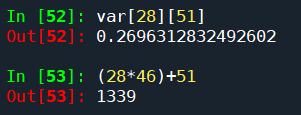 In [52]: var[28][51]
Out[52]: 0.2696312832492602
In [53]: (28*46)+51
Out[53]: 1339